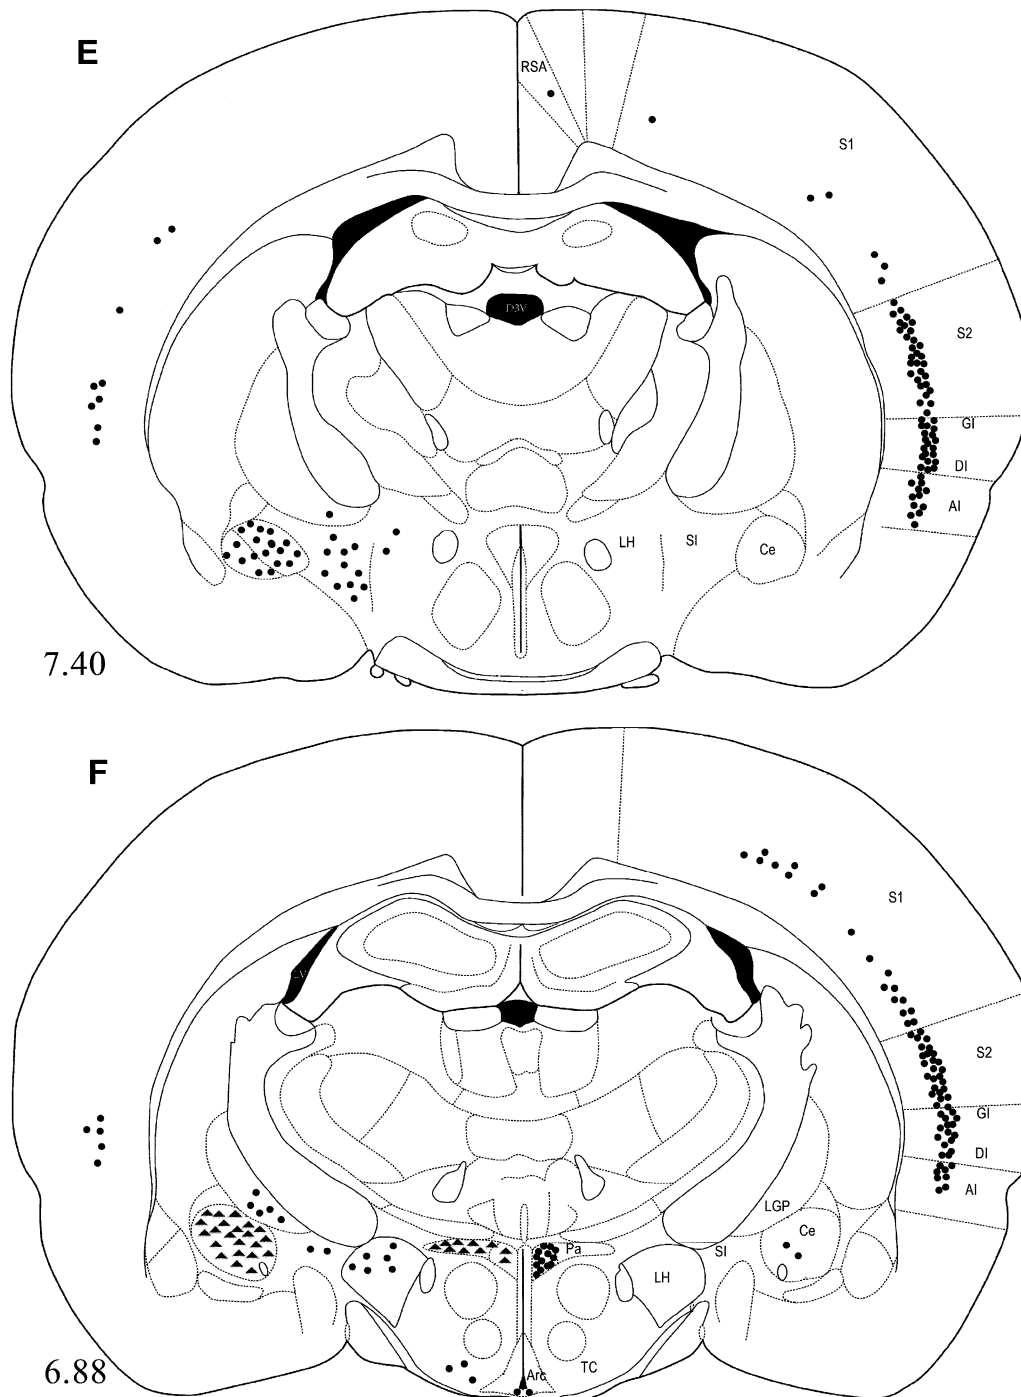 E
RSA
S1
D3V
S2
GI
DI
AI
LH SI Ce
7.40
F
S1
LV
S2
GI
DI
AI
LGP
Ce
Pa SI
LH
Arc TC
6.88